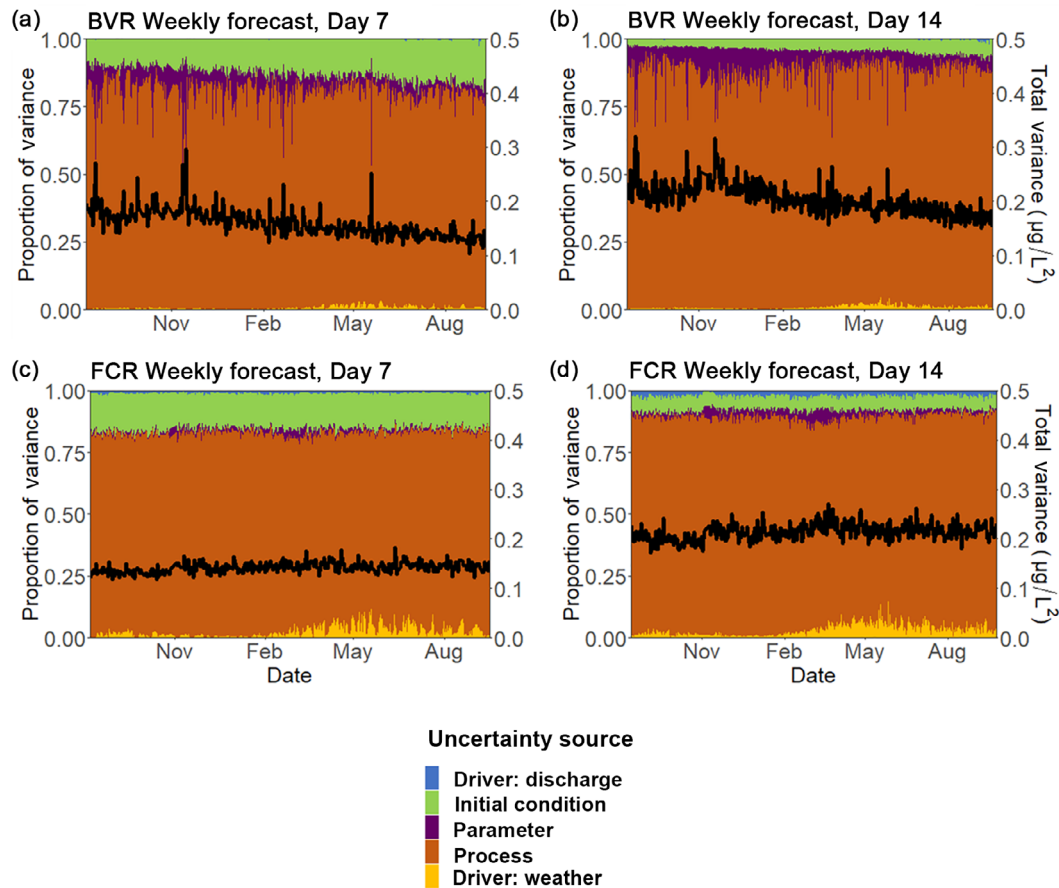 (a) BVR Weekly forecast, Day 7
Proportion of variance
1.00
0.75
0.50
0.25
0.00
0.5
0.4
0.3
0.2
0.1
0.0
Nov Feb May Aug
(b) BVR Weekly forecast, Day 14
Proportion of variance
1.00
0.75
0.50
0.25
0.00
0.5
0.4
0.3
0.2
0.1
0.0
Total variance (µg/L²)
Nov Feb May Aug
(c) FCR Weekly forecast, Day 7
Proportion of variance
1.00
0.75
0.50
0.25
0.00
0.5
0.4
0.3
0.2
0.1
0.0
Nov Feb May Aug
Date
(d) FCR Weekly forecast, Day 14
Proportion of variance
1.00
0.75
0.50
0.25
0.00
0.5
0.4
0.3
0.2
0.1
0.0
Total variance (µg/L²)
Nov Feb May Aug
Date
Uncertainty source
Driver: discharge
Initial condition
Parameter
Process
Driver: weather